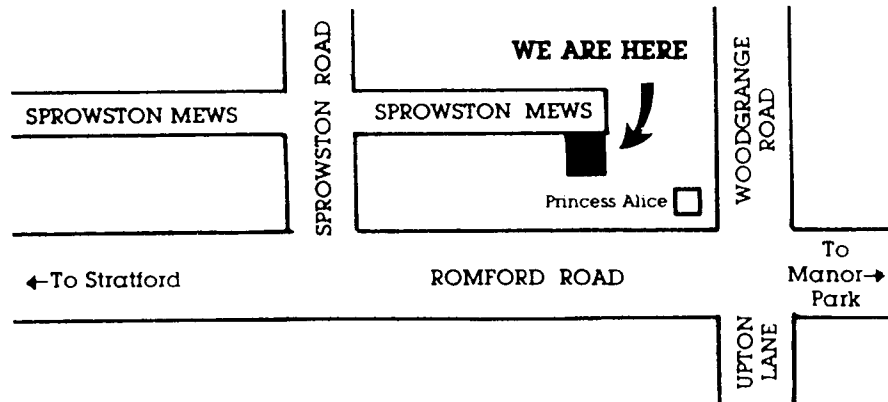 SPROWSTON ROAD
WE ARE HERE
WOODGRANGE
ROAD
SPROWSTON MEWS
SPROWSTON MEWS
Princess Alice
←To Stratford
ROMFORD ROAD
To
Manor→
Park
UPTON
LANE